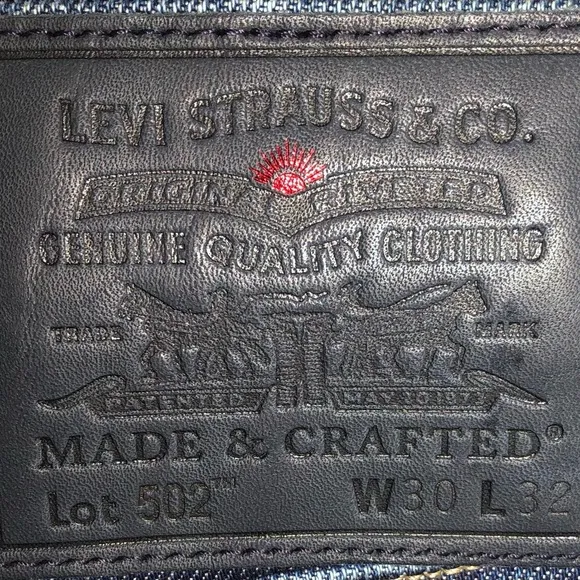 LEVI STRAUSS & CO.
ORIGINAL RIVETED
GENUINE QUALITY CLOTHING
TRADE MARK
PATENTED MAY 20 1873
MADE & CRAFTED®
Lot 502™ W30 L32